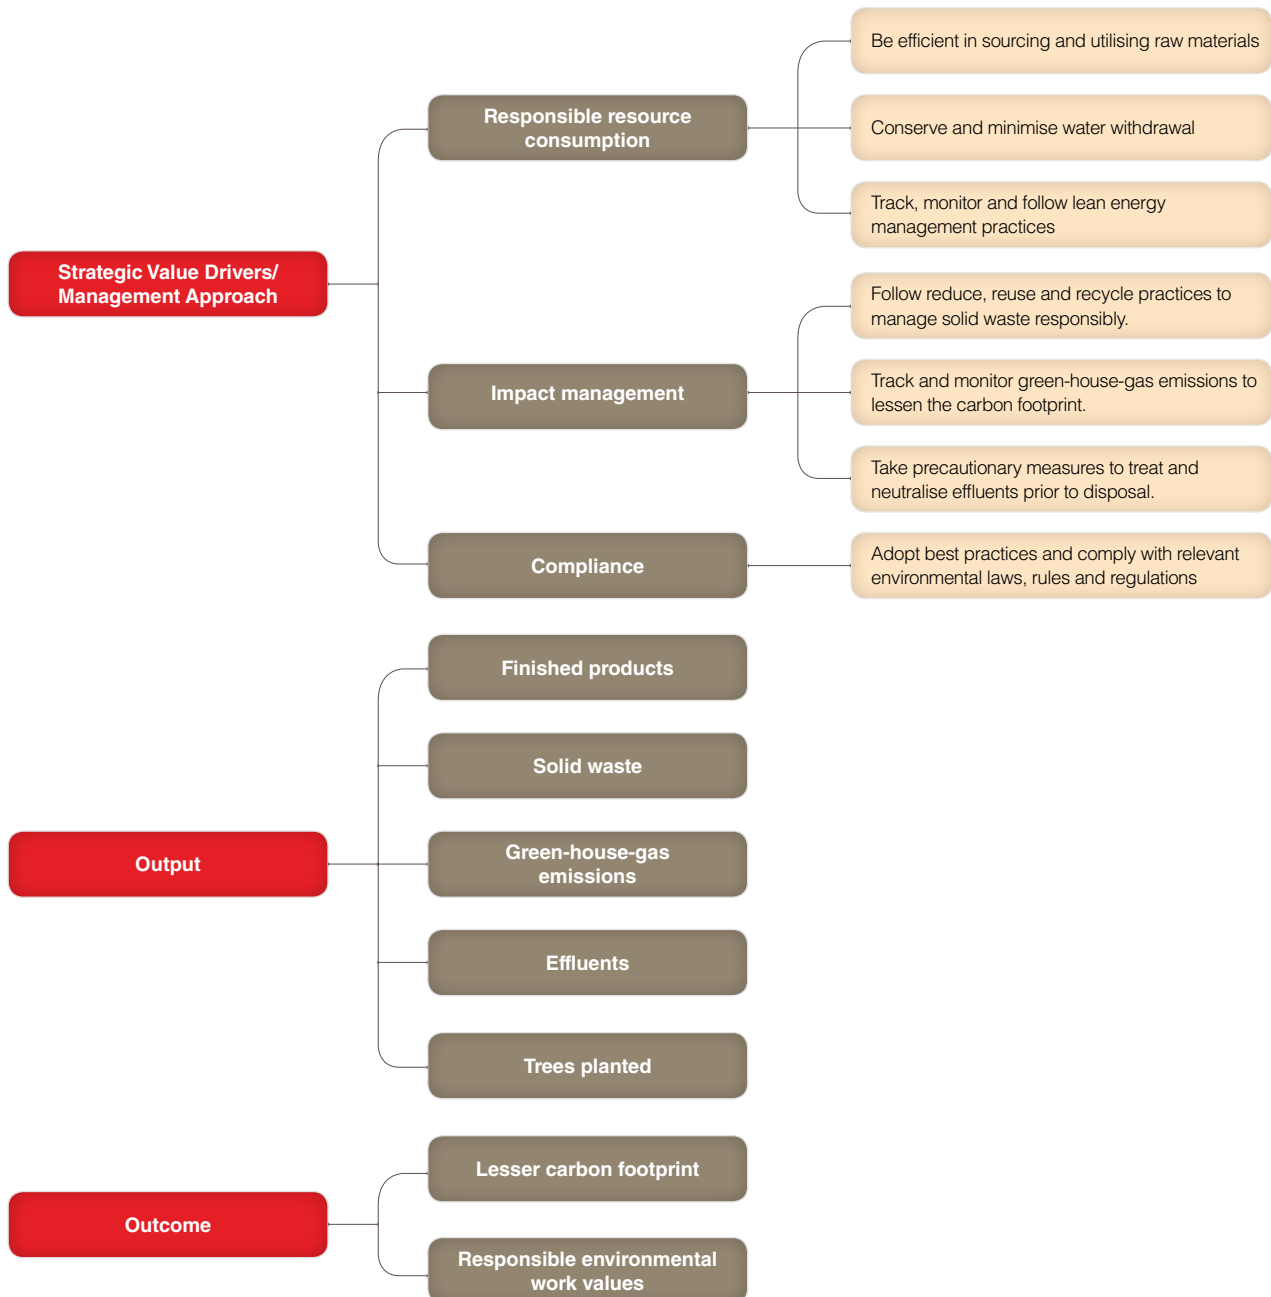 Strategic Value Drivers/
Management Approach
Responsible resource
consumption
Be efficient in sourcing and utilising raw materials
Conserve and minimise water withdrawal
Track, monitor and follow lean energy
management practices
Impact management
Follow reduce, reuse and recycle practices to
manage solid waste responsibly.
Track and monitor green-house-gas emissions to
lessen the carbon footprint.
Take precautionary measures to treat and
neutralise effluents prior to disposal.
Compliance
Adopt best practices and comply with relevant
environmental laws, rules and regulations
Output
Finished products
Solid waste
Green-house-gas
emissions
Effluents
Trees planted
Outcome
Lesser carbon footprint
Responsible environmental
work values